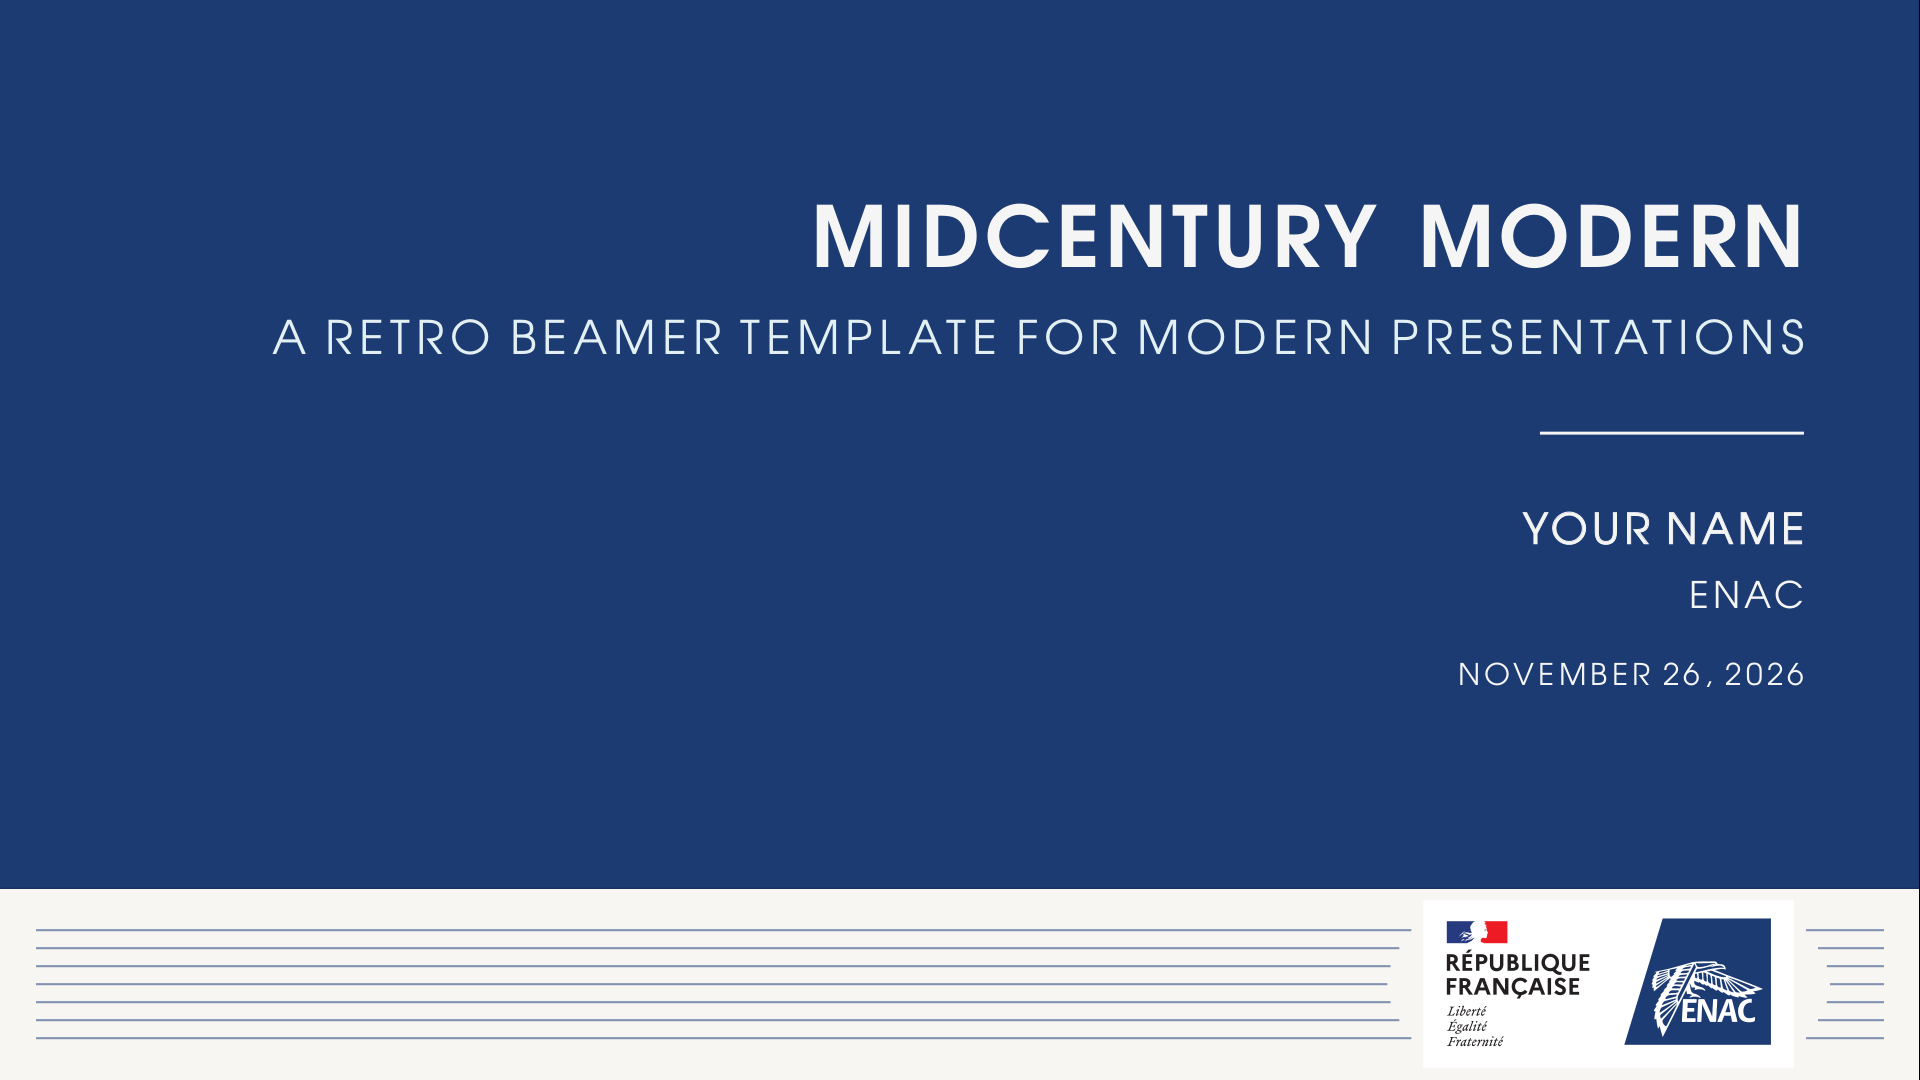 MIDCENTURY MODERN
A RETRO BEAMER TEMPLATE FOR MODERN PRESENTATIONS
YOUR NAME
ENAC
NOVEMBER 26, 2026
RÉPUBLIQUE
FRANÇAISE
Liberté
Égalité
Fraternité
ENAC